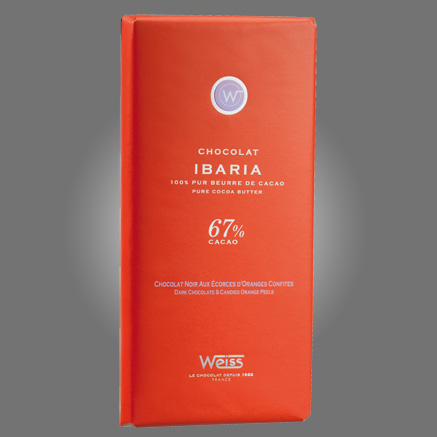 W
CHOCOLAT
IBARIA
100% PUR BEURRE DE CACAO
PURE COCOA BUTTER
67%
CACAO
CHOCOLAT NOIR AUX ÉCORCES D'ORANGES CONFITES
DARK CHOCOLATE & CANDIED ORANGE PEELS
Weiss
LE CHOCOLAT DEPUIS 1882
FRANCE